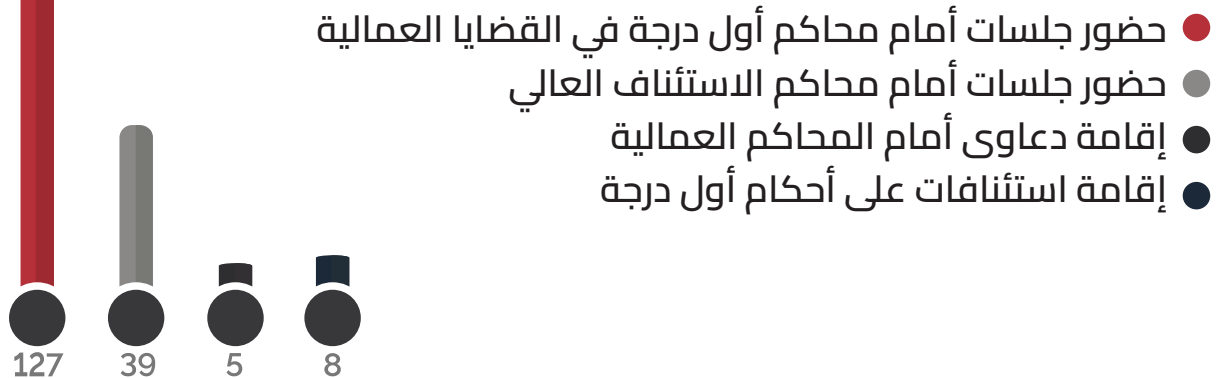 حضور جلسات أمام محاكم أول درجة في القضايا العمالية
حضور جلسات أمام محاكم الاستئناف العالي
إقامة دعاوى أمام المحاكم العمالية
إقامة استئنافات على أحكام أول درجة
127 39 5 8